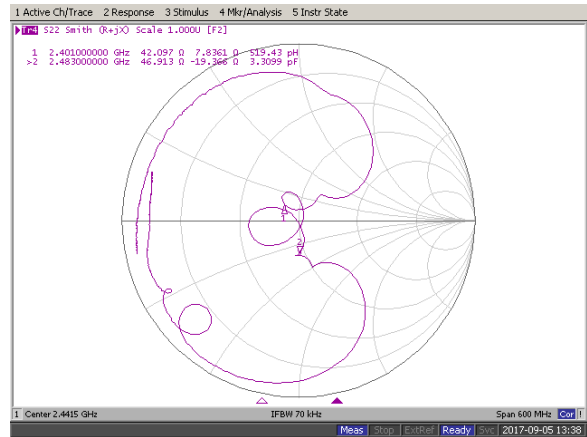 1 Active Ch/Trace 2 Response 3 Stimulus 4 Mkr/Analysis 5 Instr State
Tr4 S22 Smith (R+jX) Scale 1.000U [F2]
1 2.401000000 GHz 42.097 Ω 7.8361 Ω 519.43 pH
>2 2.483000000 GHz 46.913 Ω -19.366 Ω 3.3099 pF
1
2
1 Center 2.4415 GHz IFBW 70 kHz Span 600 MHz Cor !
Meas Stop ExtRef Ready Svc 2017-09-05 13:38